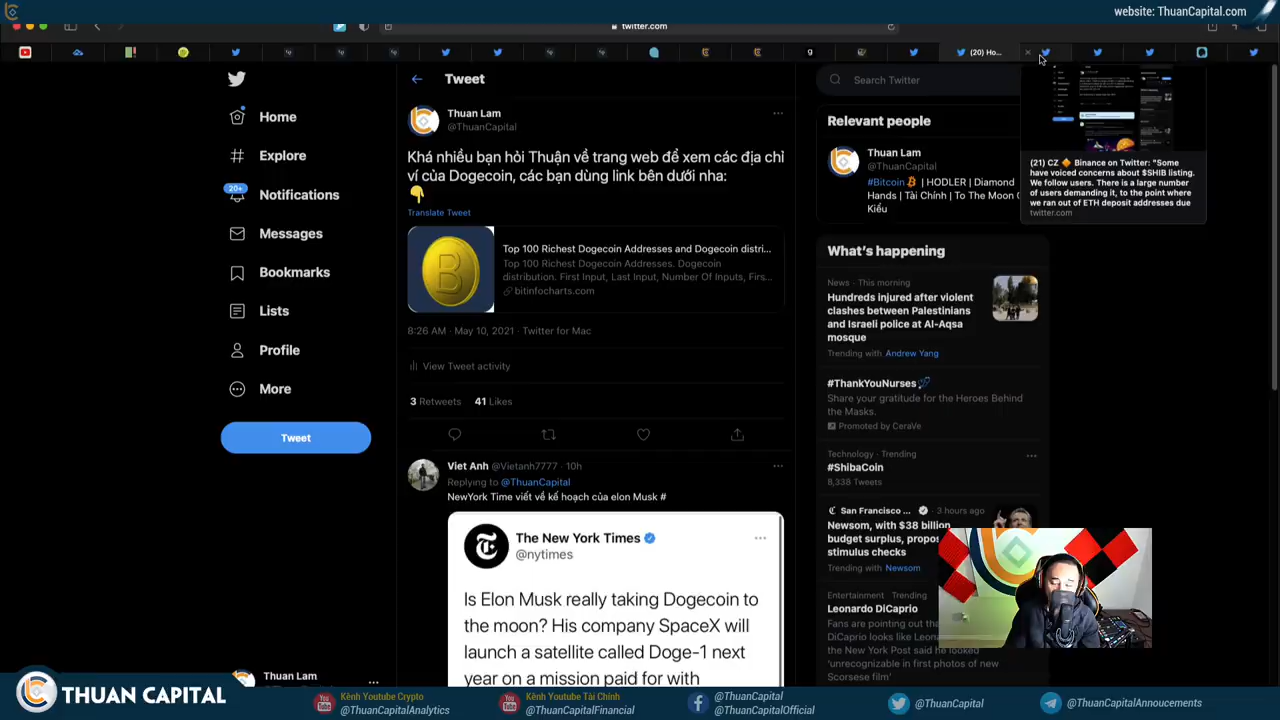 website: ThuanCapital.com
twitter.com
(20) Ho...
Home
Explore
20+
Notifications
Messages
Bookmarks
Lists
Profile
More
Tweet
Thuan Lam
Tweet
Thuan Lam
@ThuanCapital
Khá nhiều bạn hỏi Thuận về trang web để xem các địa chỉ
ví của Dogecoin, các bạn dùng link bên dưới nha:
Translate Tweet
Top 100 Richest Dogecoin Addresses and Dogecoin distri...
Top 100 Richest Dogecoin Addresses. Dogecoin
distribution. First Input, Last Input, Number Of Inputs, Firs...
bitinfocharts.com
8:26 AM · May 10, 2021 · Twitter for Mac
View Tweet activity
3 Retweets 41 Likes
Viet Anh @Vietanh7777 · 10h
Replying to @ThuanCapital
NewYork Time viết về kế hoạch của elon Musk #
The New York Times
@nytimes
Is Elon Musk really taking Dogecoin to
the moon? His company SpaceX will
launch a satellite called Doge-1 next
year on a mission paid for with
Search Twitter
Relevant people
Thuan Lam
@ThuanCapital
#Bitcoin | HODLER | Diamond
Hands | Tài Chính | To The Moon
Kiều
(21) CZ Binance on Twitter: "Some
have voiced concerns about $SHIB listing.
We follow users. There is a large number
of users demanding it, to the point where
we ran out of ETH deposit addresses due
twitter.com
What's happening
News · This morning
Hundreds injured after violent
clashes between Palestinians
and Israeli police at Al-Aqsa
mosque
Trending with Andrew Yang
#ThankYouNurses
Share your gratitude for the Heroes Behind
the Masks.
Promoted by CeraVe
Technology · Trending
#ShibaCoin
8,338 Tweets
San Francisco ... · 3 hours ago
Newsom, with $38 billion
budget surplus,
stimulus checks
Trending with Newsom
Entertainment · Trending
Leonardo DiCaprio
Fans are pointing out
DiCaprio looks like
the New York Post said he looked
'unrecognizable in first photos of new
Scorsese film'
THUAN CAPITAL
Kênh Youtube Crypto
@ThuanCapitalAnalytics
Kênh Youtube Tài Chính
@ThuanCapitalFinancial
@ThuanCapital
@ThuanCapitalOfficial
@ThuanCapital
@ThuanCapitalAnnoucements